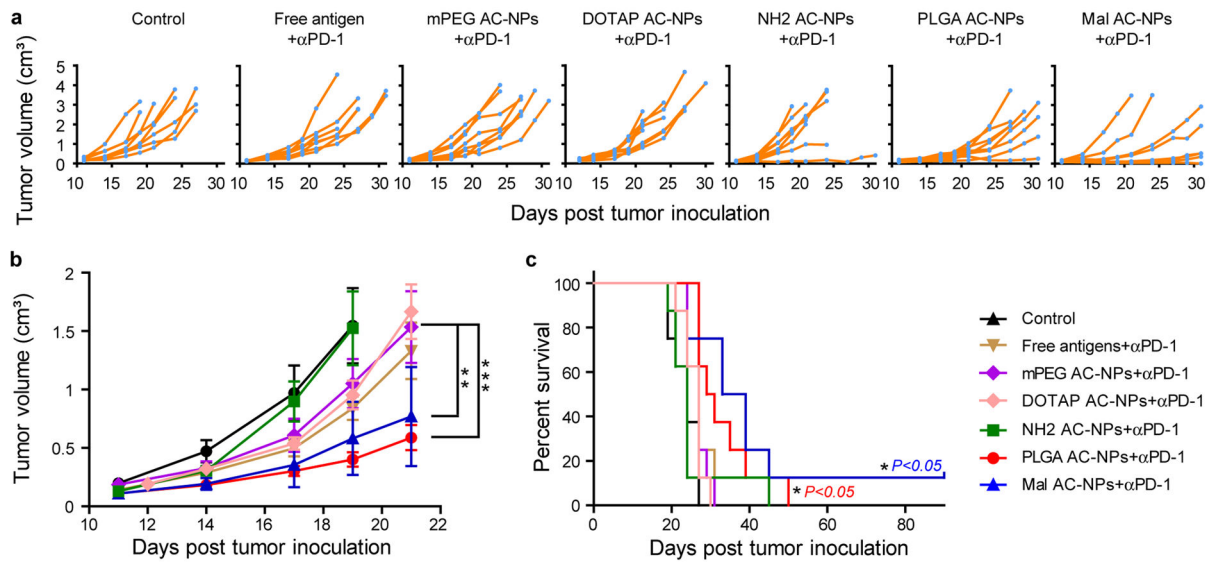 a
Control
Free antigen
+αPD-1
mPEG AC-NPs
+αPD-1
DOTAP AC-NPs
+αPD-1
NH2 AC-NPs
+αPD-1
PLGA AC-NPs
+αPD-1
Mal AC-NPs
+αPD-1
Tumor volume (cm³)
5
4
3
2
1
0
10 15 20 25 30
10 15 20 25 30
10 15 20 25 30
10 15 20 25 30
10 15 20 25 30
10 15 20 25 30
10 15 20 25 30
Days post tumor inoculation
b
Tumor volume (cm³)
2
1.5
1
0.5
0
10 12 14 16 18 20 22
Days post tumor inoculation
**
***
c
Percent survival
100
80
60
40
20
0
0 20 40 60 80
Days post tumor inoculation
* P<0.05
* P<0.05
Control
Free antigens+αPD-1
mPEG AC-NPs+αPD-1
DOTAP AC-NPs+αPD-1
NH2 AC-NPs+αPD-1
PLGA AC-NPs+αPD-1
Mal AC-NPs+αPD-1